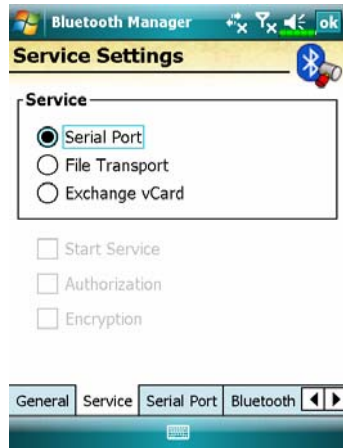 Bluetooth Manager ok
Service Settings
Service
Serial Port
File Transport
Exchange vCard
Start Service
Authorization
Encryption
General Service Serial Port Bluetooth